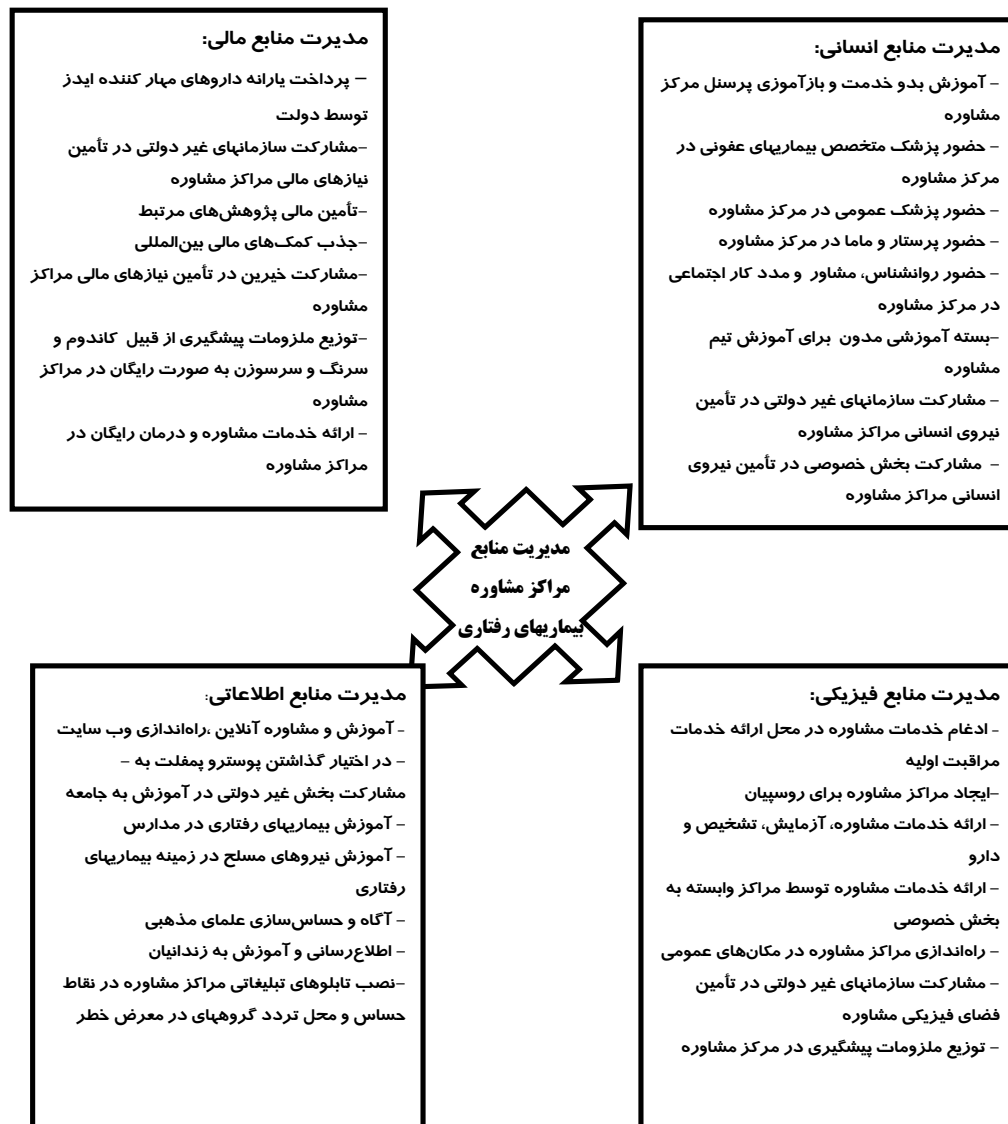 مدیرت منابع انسانی:
– آموزش بدو خدمت و بازآموزی پرسنل مرکز
مشاوره
– حضور پزشک متخصص بیماریهای عفونی در
مرکز مشاوره
– حضور پزشک عمومی در مرکز مشاوره
– حضور پرستار و ماما در مرکز مشاوره
– حضور روانشناس، مشاور و مدد کار اجتماعی
در مرکز مشاوره
–بسته آموزشی مدون برای آموزش تیم
مشاوره
– مشارکت سازمانهای غیر دولتی در تأمین
نیروی انسانی مراکز مشاوره
– مشارکت بخش خصوصی در تأمین نیروی
انسانی مراکز مشاوره
مدیرت منابع مالی:
– پرداخت یارانه داروهای مهار کننده ایدز
توسط دولت
–مشارکت سازمانهای غیر دولتی در تأمین
نیازهای مالی مراکز مشاوره
–تأمین مالی پژوهش‌های مرتبط
–جذب کمک‌های مالی بین‌المللی
–مشارکت خیرین در تأمین نیازهای مالی مراکز
مشاوره
–توزیع ملزومات پیشگیری از قبیل کاندوم و
سرنگ و سرسوزن به صورت رایگان در مراکز
مشاوره
– ارائه خدمات مشاوره و درمان رایگان در
مراکز مشاوره
مدیریت منابع
مراکز مشاوره
بیماریهای رفتاری
مدیرت منابع فیزیکی:
– ادغام خدمات مشاوره در محل ارائه خدمات
مراقبت اولیه
–ایجاد مراکز مشاوره برای روسپیان
– ارائه خدمات مشاوره، آزمایش، تشخیص و
دارو
– ارائه خدمات مشاوره توسط مراکز وابسته به
بخش خصوصی
– راه‌اندازی مراکز مشاوره در مکان‌های عمومی
– مشارکت سازمانهای غیر دولتی در تأمین
فضای فیزیکی مشاوره
– توزیع ملزومات پیشگیری در مرکز مشاوره
مدیرت منابع اطلاعاتی:
– آموزش و مشاوره آنلاین ،راه‌اندازی وب سایت
– در اختیار گذاشتن پوسترو پمفلت به –
مشارکت بخش غیر دولتی در آموزش به جامعه
– آموزش بیماریهای رفتاری در مدارس
– آموزش نیروهای مسلح در زمینه بیماریهای
رفتاری
– آگاه و حساس‌سازی علمای مذهبی
– اطلاع‌رسانی و آموزش به زندانیان
–نصب تابلوهای تبلیغاتی مراکز مشاوره در نقاط
حساس و محل تردد گروههای در معرض خطر